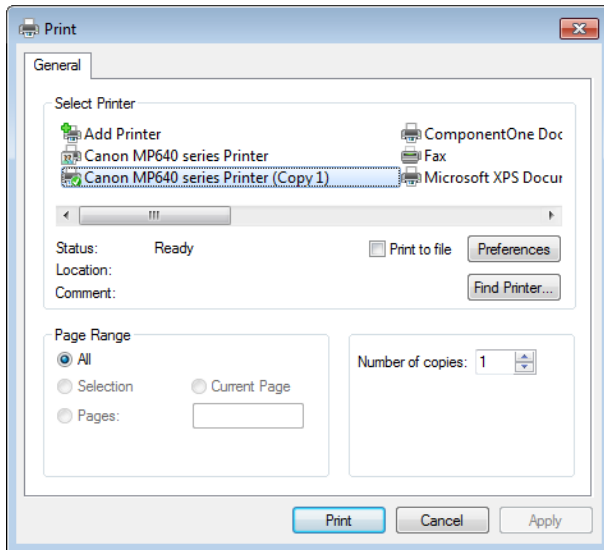 Print
General
Select Printer
Add Printer
ComponentOne Doc
Canon MP640 series Printer
Fax
Canon MP640 series Printer (Copy 1)
Microsoft XPS Docur
Status: Ready
Print to file
Preferences
Location:
Comment:
Find Printer...
Page Range
All
Number of copies: 1
Selection
Current Page
Pages:
Print
Cancel
Apply